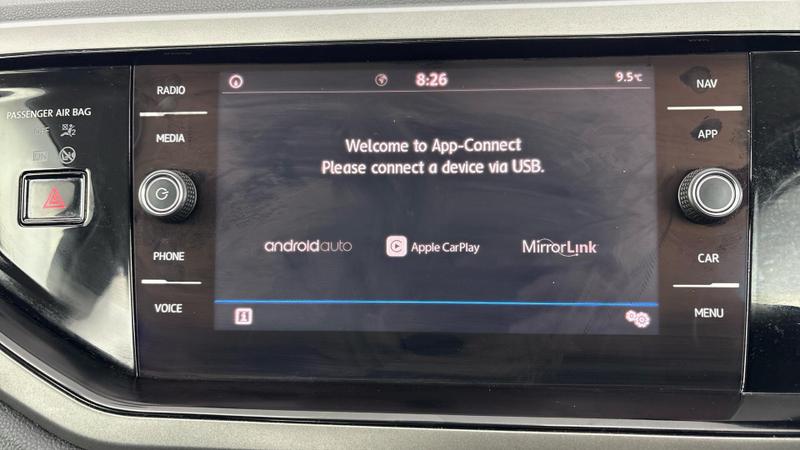 PASSENGER AIR BAG
OFF
ON
RADIO
MEDIA
PHONE
VOICE
8:26
9.5°C
Welcome to App-Connect
Please connect a device via USB.
androidauto
Apple CarPlay
MirrorLink
NAV
APP
CAR
MENU